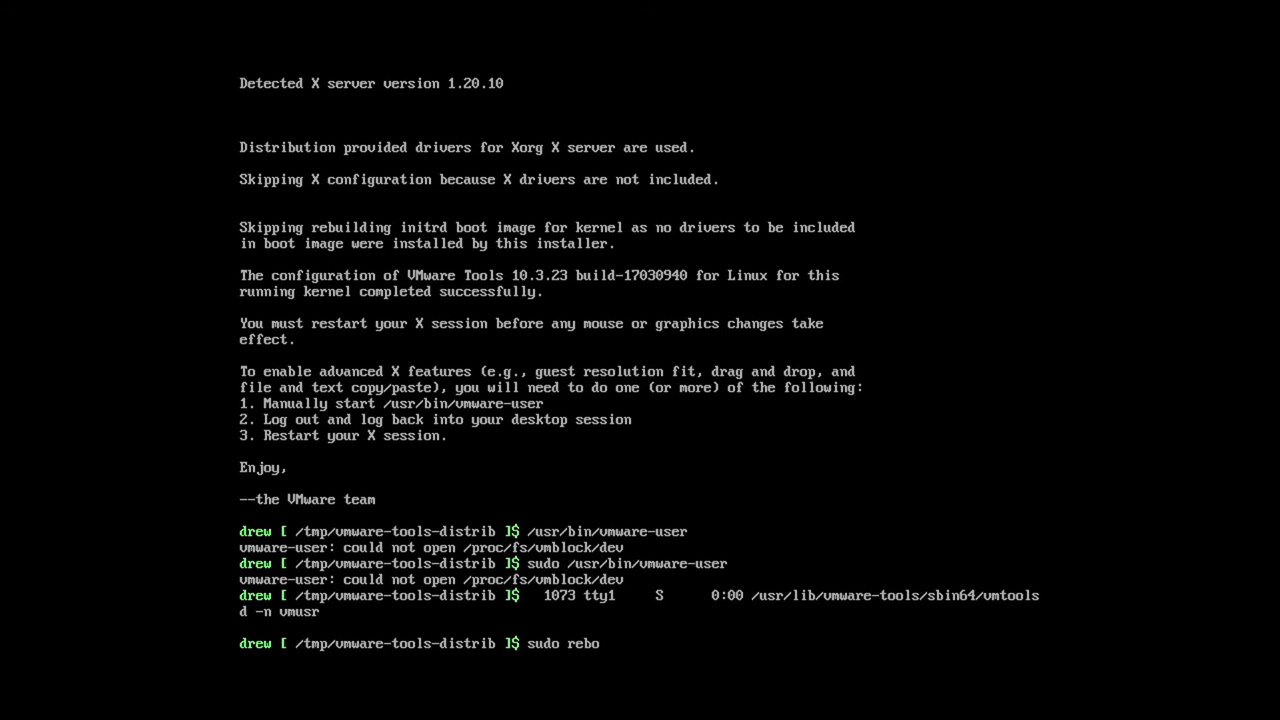 Detected X server version 1.20.10
Distribution provided drivers for Xorg X server are used.
Skipping X configuration because X drivers are not included.
Skipping rebuilding initrd boot image for kernel as no drivers to be included
in boot image were installed by this installer.
The configuration of VMware Tools 10.3.23 build-17030940 for Linux for this
running kernel completed successfully.
You must restart your X session before any mouse or graphics changes take
effect.
To enable advanced X features (e.g., guest resolution fit, drag and drop, and
file and text copy/paste), you will need to do one (or more) of the following:
1. Manually start /usr/bin/vmware-user
2. Log out and log back into your desktop session
3. Restart your X session.
Enjoy,
--the VMware team
drew [ /tmp/vmware-tools-distrib ]$ /usr/bin/vmware-user
vmware-user: could not open /proc/fs/vmblock/dev
drew [ /tmp/vmware-tools-distrib ]$ sudo /usr/bin/vmware-user
vmware-user: could not open /proc/fs/vmblock/dev
drew [ /tmp/vmware-tools-distrib ]$   1073 tty1     S      0:00 /usr/lib/vmware-tools/sbin64/vmtools
d -n vmusr
drew [ /tmp/vmware-tools-distrib ]$ sudo rebo